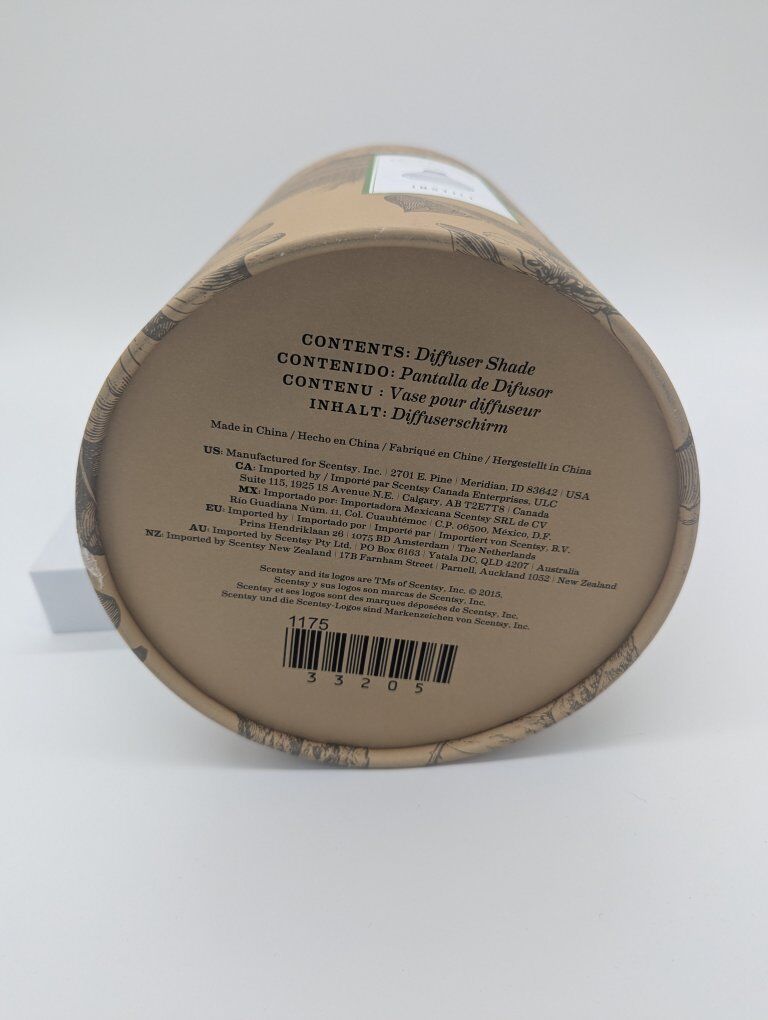 INSTILL
CONTENTS: Diffuser Shade
CONTENIDO: Pantalla de Difusor
CONTENU : Vase pour diffuseur
INHALT: Diffuserschirm
Made in China / Hecho en China / Fabriqué en Chine / Hergestellt in China
US: Manufactured for Scentsy, Inc. | 2701 E. Pine | Meridian, ID 83642 | USA
CA: Imported by / Importé par Scentsy Canada Enterprises, ULC
Suite 115, 1925 18 Avenue N.E. | Calgary, AB T2E7T8 | Canada
MX: Importado por: Importadora Mexicana Scentsy SRL de CV
Río Guadiana Núm. 11, Col. Cuauhtémoc | C.P. 06500, México, D.F.
EU: Imported by | Importado por | Importé par | Importiert von Scentsy, B.V.
Prins Hendriklaan 26 | 1075 BD Amsterdam | The Netherlands
AU: Imported by Scentsy Pty Ltd. | PO Box 6163 | Yatala DC, QLD 4207 | Australia
NZ: Imported by Scentsy New Zealand | 17B Farnham Street | Parnell, Auckland 1052 | New Zealand
Scentsy and its logos are TMs of Scentsy, Inc. © 2015.
Scentsy y sus logos son marcas de Scentsy, Inc.
Scentsy et ses logos sont des marques déposées de Scentsy, Inc.
Scentsy und die Scentsy-Logos sind Markenzeichen von Scentsy, Inc.
1175
33205